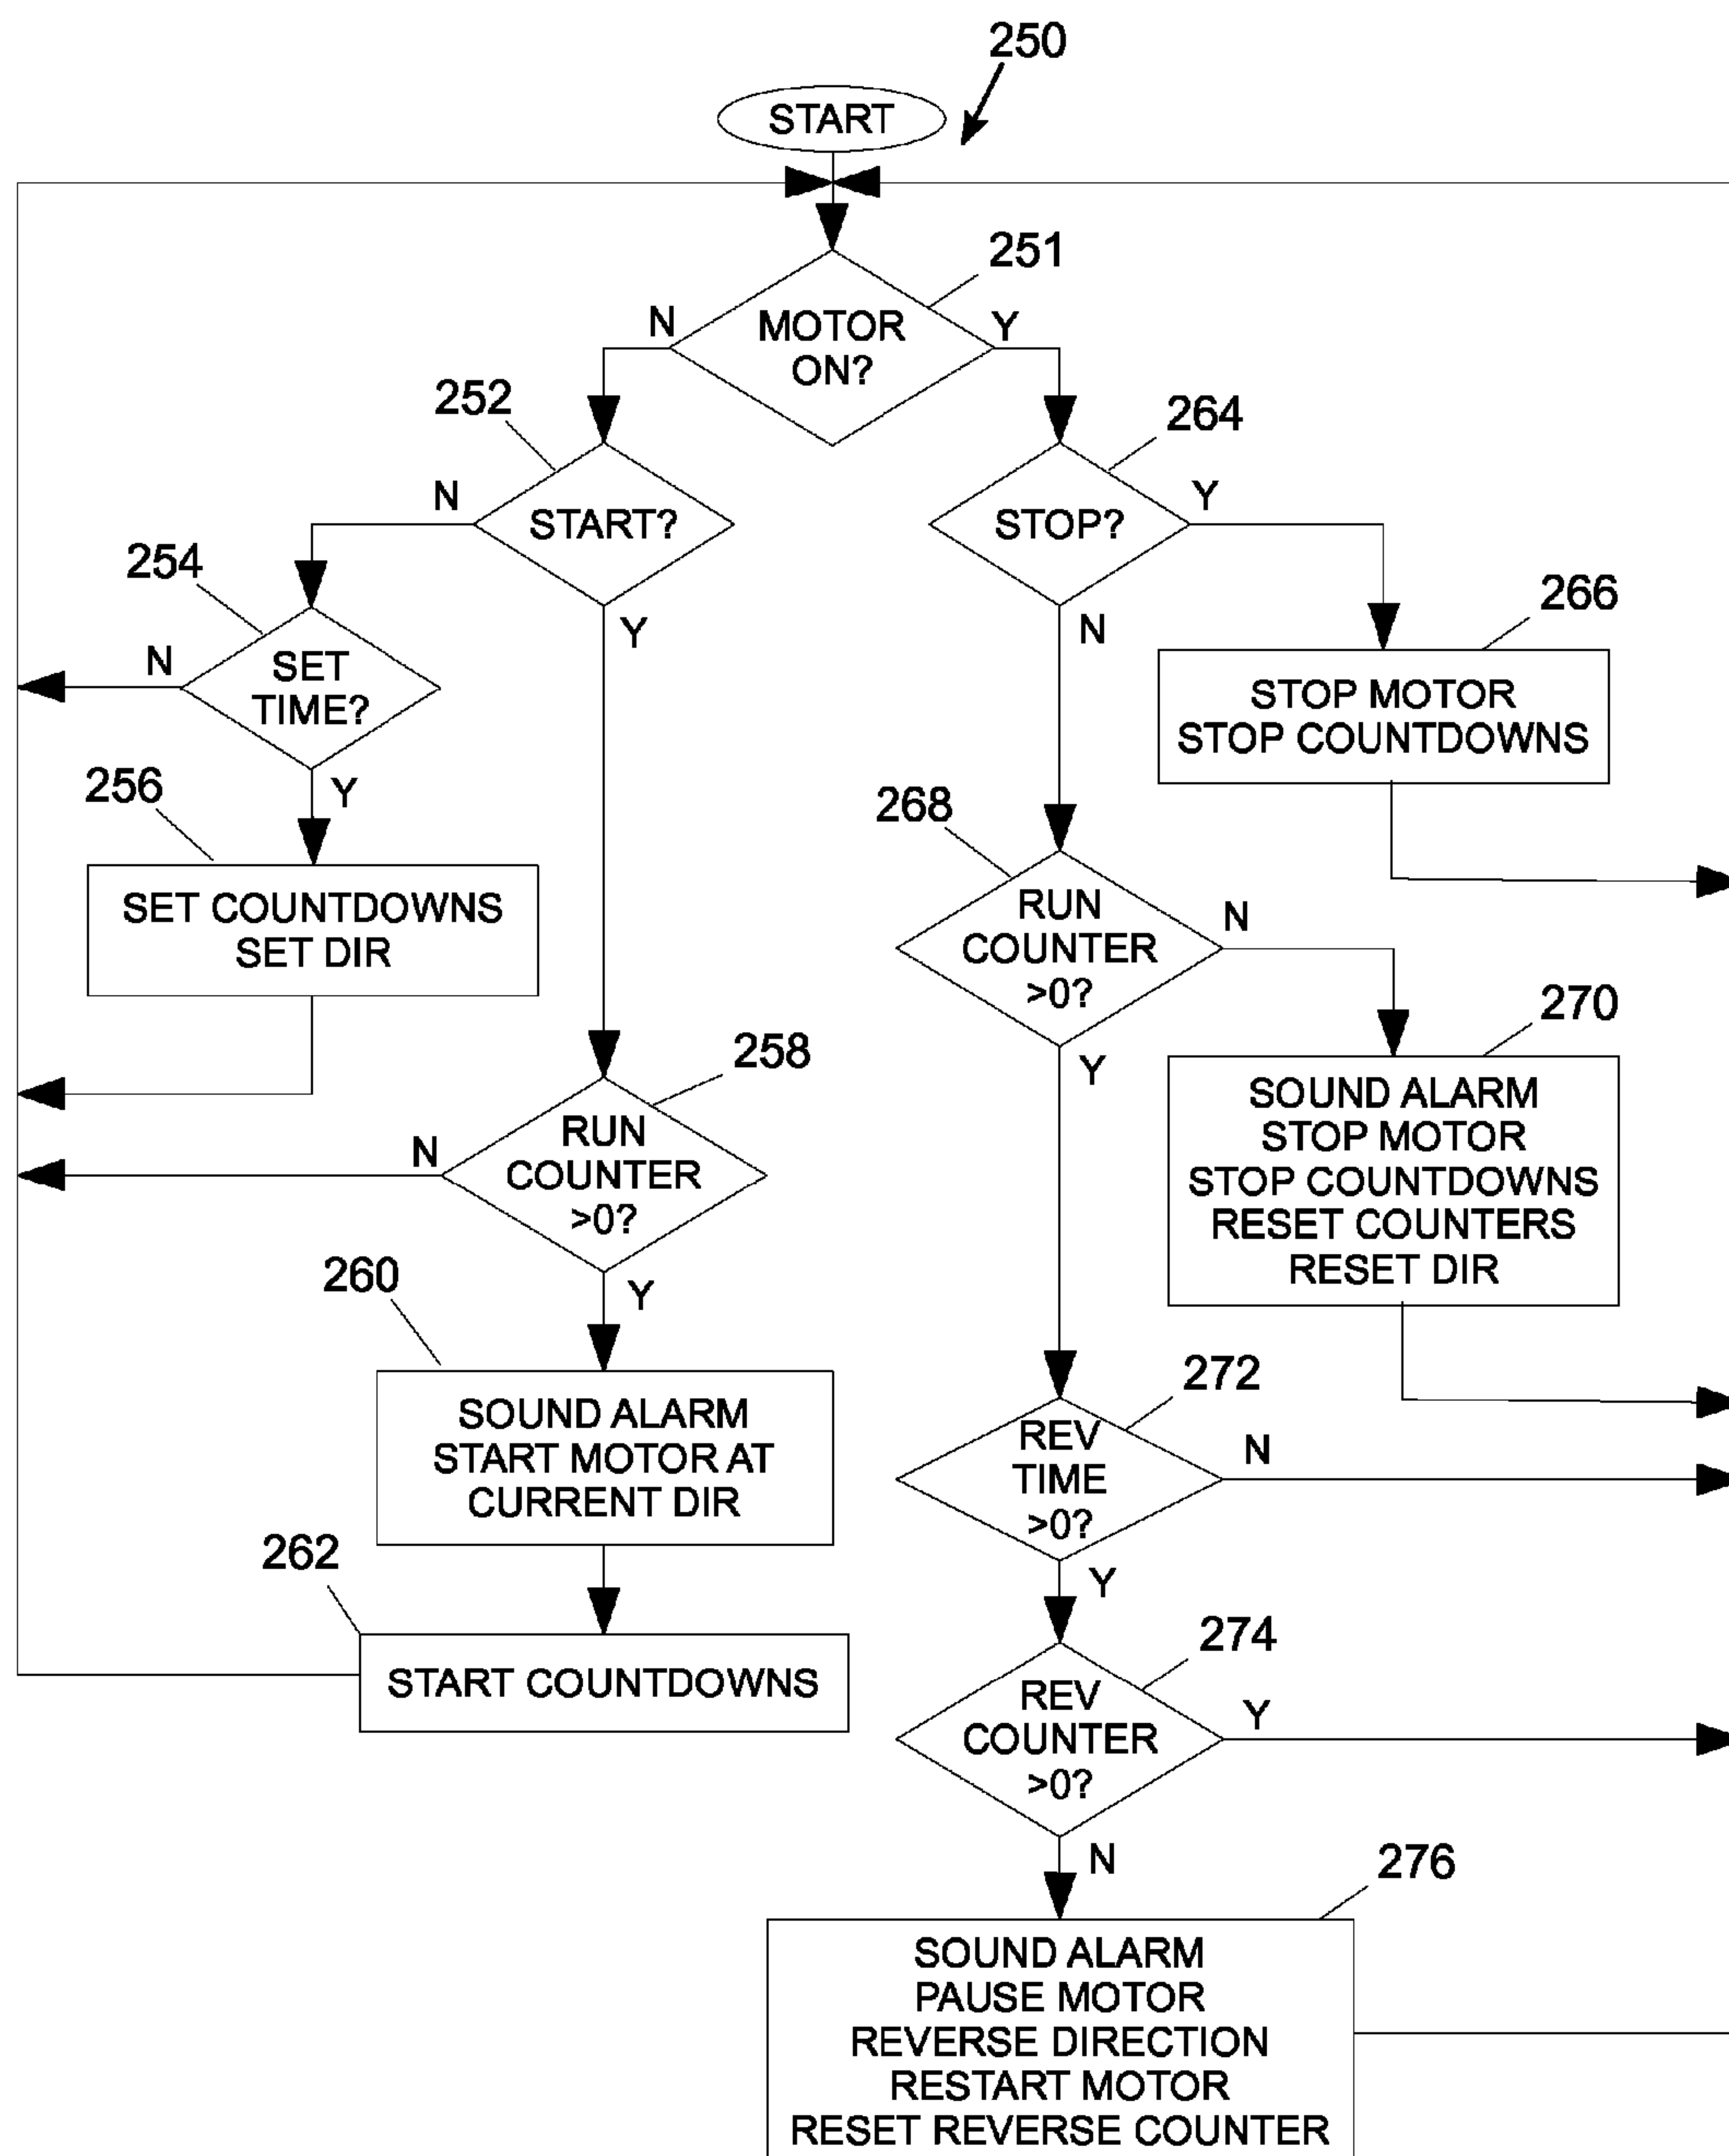 250
START
251
N
MOTOR
ON?
Y
252
N
START?
Y
264
STOP?
Y
N
254
N
SET
TIME?
Y
266
STOP MOTOR
STOP COUNTDOWNS
256
SET COUNTDOWNS
SET DIR
268
RUN
COUNTER
>0?
N
Y
258
N
RUN
COUNTER
>0?
Y
270
SOUND ALARM
STOP MOTOR
STOP COUNTDOWNS
RESET COUNTERS
RESET DIR
260
SOUND ALARM
START MOTOR AT
CURRENT DIR
272
REV
TIME
>0?
N
Y
262
START COUNTDOWNS
274
REV
COUNTER
>0?
Y
N
276
SOUND ALARM
PAUSE MOTOR
REVERSE DIRECTION
RESTART MOTOR
RESET REVERSE COUNTER